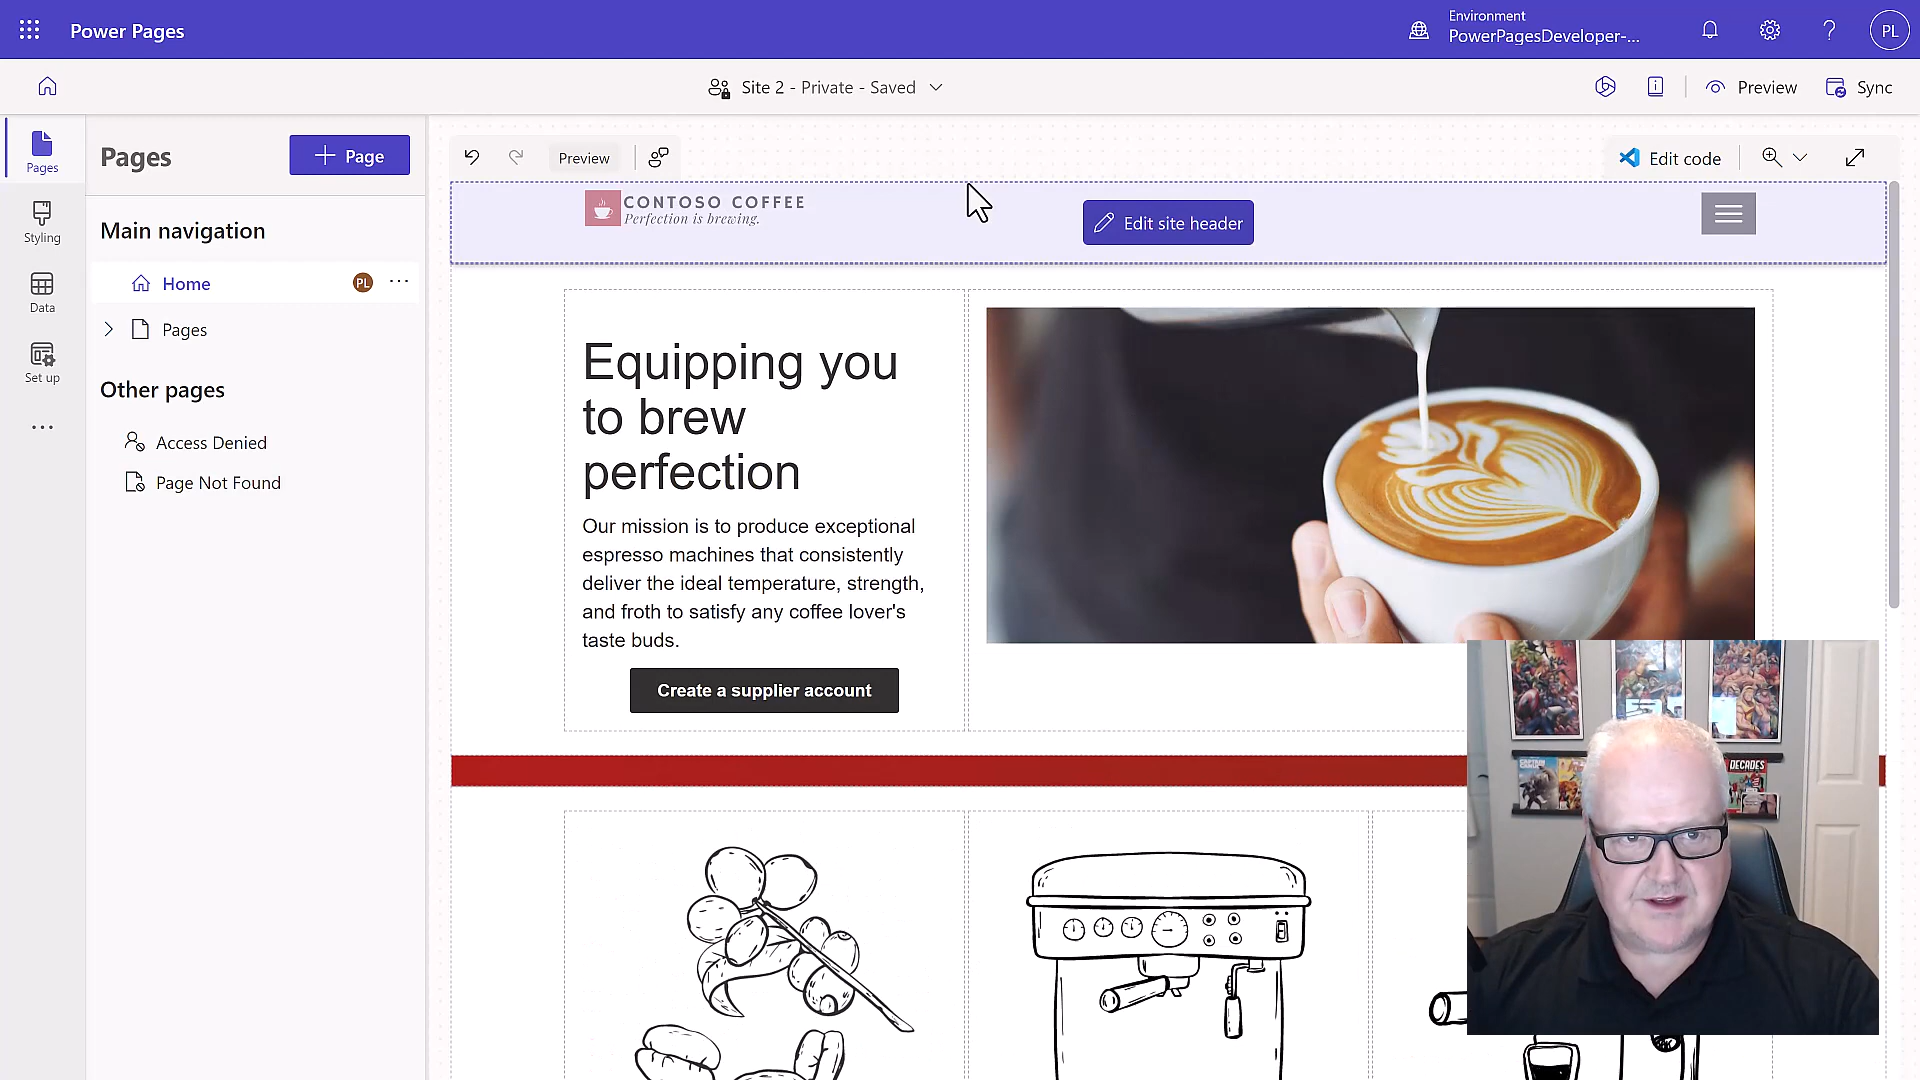 Power Pages
Environment
PowerPagesDeveloper-...
PL
Site 2 - Private - Saved
Preview
Sync
Pages
Styling
Data
Set up
Pages
Page
Main navigation
Home
PL
Pages
Other pages
Access Denied
Page Not Found
Preview
Edit code
CONTOSO COFFEE
Perfection is brewing.
Edit site header
Equipping you
to brew
perfection
Our mission is to produce exceptional
espresso machines that consistently
deliver the ideal temperature, strength,
and froth to satisfy any coffee lover's
taste buds.
Create a supplier account
DECADES